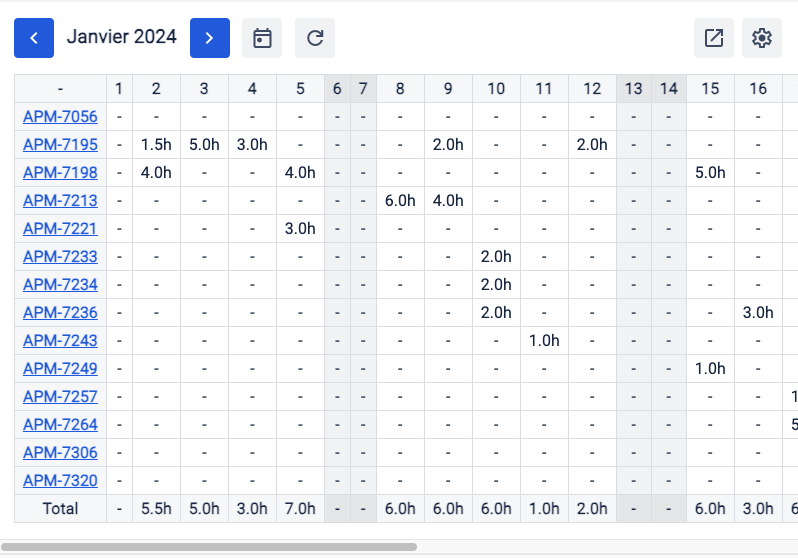 Janvier 2024
- 1 2 3 4 5 6 7 8 9 10 11 12 13 14 15 16
APM-7056 - - - - - - - - - - - - - - - -
APM-7195 - 1.5h 5.0h 3.0h - - - - 2.0h - - 2.0h - - - -
APM-7198 - 4.0h - - 4.0h - - - - - - - - - 5.0h -
APM-7213 - - - - - - - 6.0h 4.0h - - - - - - -
APM-7221 - - - - 3.0h - - - - - - - - - - -
APM-7233 - - - - - - - - - 2.0h - - - - - -
APM-7234 - - - - - - - - - 2.0h - - - - - -
APM-7236 - - - - - - - - - 2.0h - - - - - 3.0h
APM-7243 - - - - - - - - - - 1.0h - - - - -
APM-7249 - - - - - - - - - - - - - - 1.0h -
APM-7257 - - - - - - - - - - - - - - - - 1
APM-7264 - - - - - - - - - - - - - - - - 5
APM-7306 - - - - - - - - - - - - - - - -
APM-7320 - - - - - - - - - - - - - - - -
Total - 5.5h 5.0h 3.0h 7.0h - - 6.0h 6.0h 6.0h 1.0h 2.0h - - 6.0h 3.0h 6